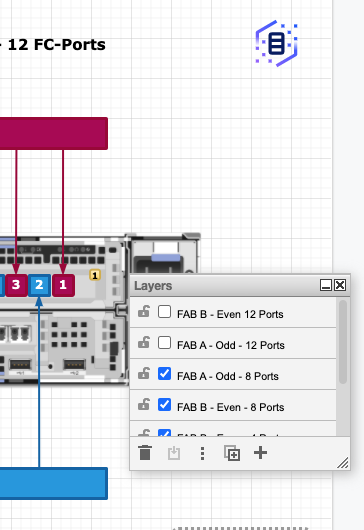 - 12 FC-Ports
3
2
1
1
Layers
FAB B - Even 12 Ports
FAB A - Odd - 12 Ports
FAB A - Odd - 8 Ports
FAB B - Even - 8 Ports